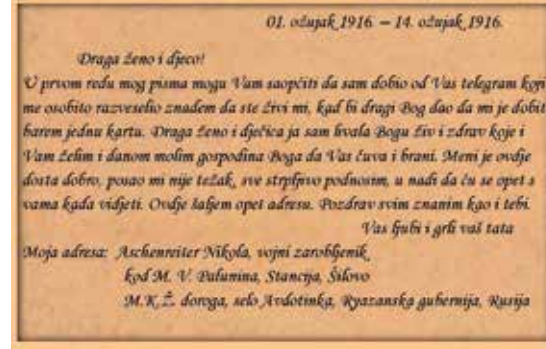 01. ožujak 1916. – 14. ožujak 1916.
Draga ženo i djeco!
U prvom redu mog pisma mogu Vam saopćiti da sam dobio od Vas telegram koji
me osobito razveselio znadem da ste živi mi, kad bi dragi Bog dao da mi je dobit
barem jednu kartu. Draga ženo i dječica ja sam hvala Bogu živ i zdrav koje i
Vam želim i danom molim gospodina Boga da Vas čuva i brani. Meni je ovdje
dosta dobro, posao mi nije težak, sve strpljivo podnosim, u nadi da ću se opet s
vama kada vidjeti. Ovdje šaljem opet adresu. Pozdrav svim znanim kao i tebi.
Vas ljubi i grli vaš tata
Moja adresa: Aschenreiter Nikola, vojni zarobljenik,
kod M. V. Palunina, Stancija, Šilovo
M.K.Ž. doroga, selo Avdotinka, Ryazanska gubernija, Rusija